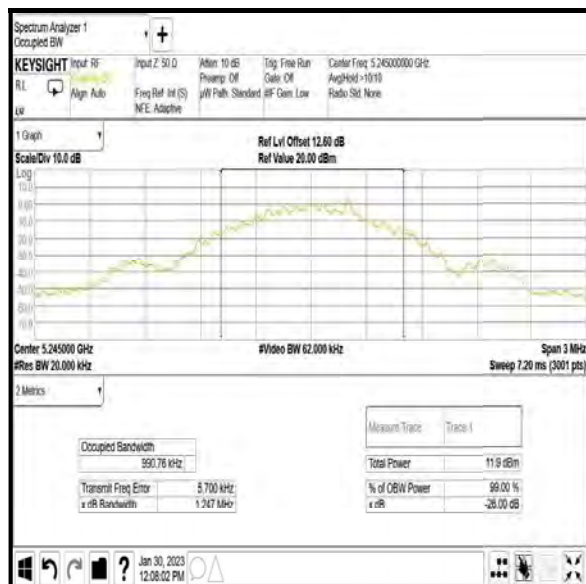 Spectrum Analyzer 1
Occupied BW
KEYSIGHT Input: RF
R L
Align: Auto
Input Z: 50 Ω
Freq Ref: Int (S)
NFE: Adaptive
Atten: 10 dB
Preamp: Off
µW Path: Standard
Trig: Free Run
Gate: Off
#IF Gain: Low
Center Freq: 5.245000000 GHz
Avg|Hold:>10/10
Radio Std: None
1 Graph
Scale/Div 10.0 dB
Ref Lvl Offset 12.60 dB
Ref Value 20.00 dBm
Log
10.0
0.00
Center 5.245000 GHz
#Res BW 20.000 kHz
#Video BW 62.000 kHz
Span 3 MHz
Sweep 7.20 ms (3001 pts)
2 Metrics
Measure Trace Trace 1
Occupied Bandwidth
990.76 kHz
Total Power 11.9 dBm
Transmit Freq Error 5.700 kHz
% of OBW Power 99.00 %
x dB Bandwidth 1.247 MHz
x dB -26.00 dB
Jan 30, 2023
12:08:02 PM